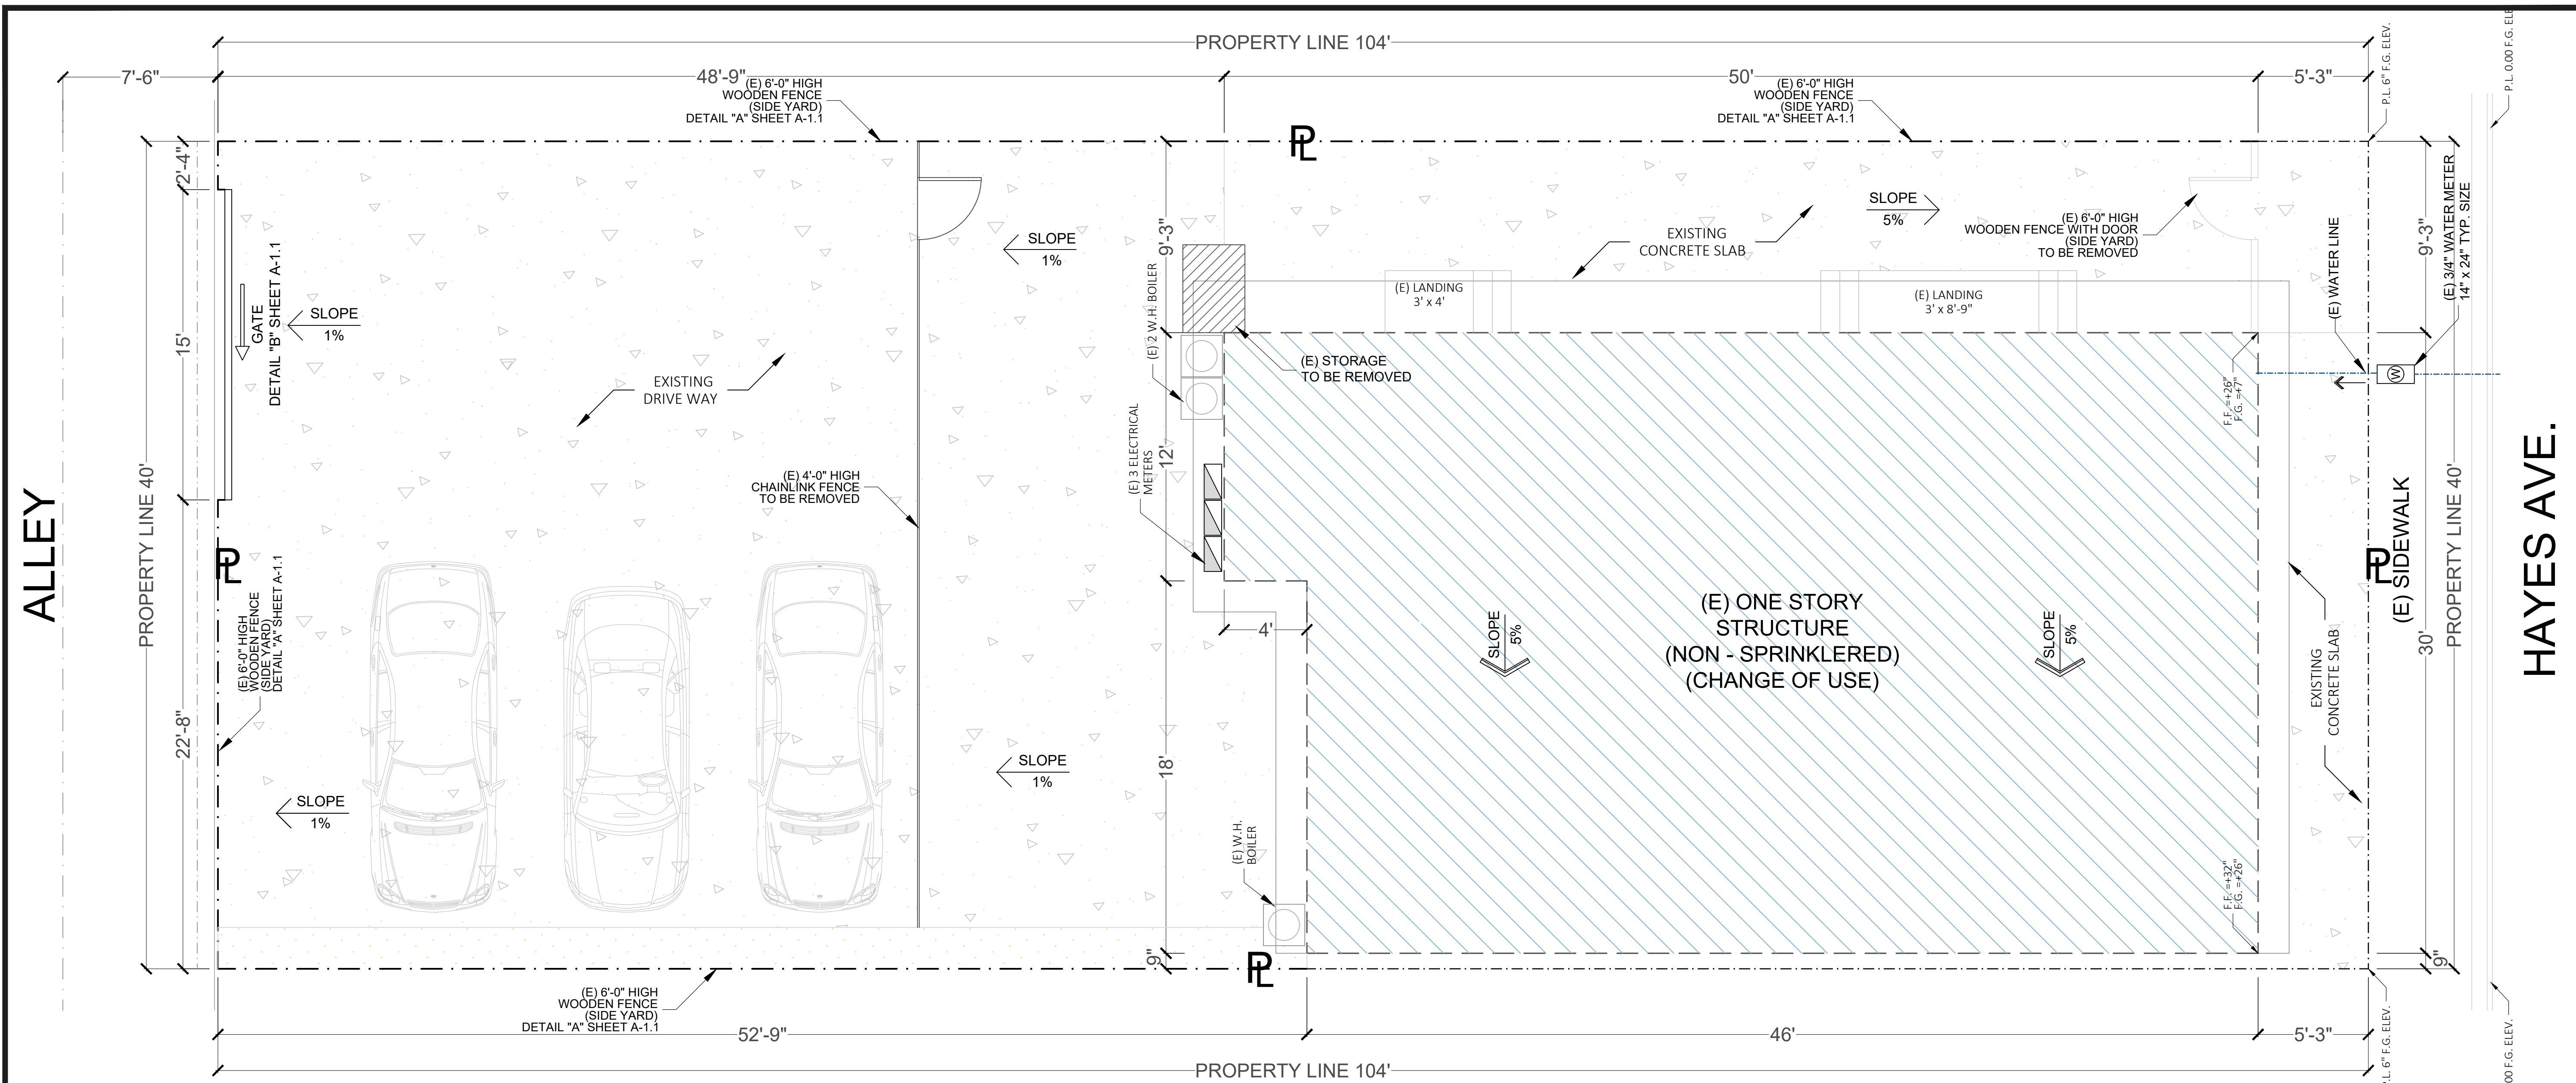 PROPERTY LINE 104'
7'-6"
48'-9"
50'
5'-3"
(E) 6'-0" HIGH
WOODEN FENCE
(SIDE YARD)
DETAIL "A" SHEET A-1.1
(E) 6'-0" HIGH
WOODEN FENCE
(SIDE YARD)
DETAIL "A" SHEET A-1.1
P.L. 6" F.G. ELEV.
P.L. 0.00 F.G. ELE
PL
2'-4"
15'
22'-8"
PROPERTY LINE 40'
ALLEY
GATE
DETAIL "B" SHEET A-1.1
SLOPE
1%
SLOPE
1%
EXISTING
DRIVE WAY
(E) 4'-0" HIGH
CHAINLINK FENCE
TO BE REMOVED
PL
(E) 6'-0" HIGH
WOODEN FENCE
(SIDE YARD)
DETAIL "A" SHEET A-1.1
SLOPE
1%
SLOPE
1%
9'-3"
12'
18'
9"
(E) 2 W.H. BOILER
(E) 3 ELECTRICAL
METERS
(E) W.H.
BOILER
4'
(E) STORAGE
TO BE REMOVED
EXISTING
CONCRETE SLAB
(E) LANDING
3' x 4'
(E) LANDING
3' x 8'-9"
SLOPE
5%
(E) 6'-0" HIGH
WOODEN FENCE WITH DOOR
(SIDE YARD)
TO BE REMOVED
F.F. =+26"
F.G. =+7"
(E) ONE STORY
STRUCTURE
(NON - SPRINKLERED)
(CHANGE OF USE)
SLOPE
5%
SLOPE
5%
F.F. =+32"
F.G. =+26"
EXISTING
CONCRETE SLAB
(E) WATER LINE
W
(E) 3/4" WATER METER
14" x 24" TYP. SIZE
9'-3"
30'
9"
PL
(E) SIDEWALK
PROPERTY LINE 40'
HAYES AVE.
PL
(E) 6'-0" HIGH
WOODEN FENCE
(SIDE YARD)
DETAIL "A" SHEET A-1.1
52'-9"
46'
5'-3"
.L. 6" F.G. ELEV.
00 F.G. ELEV.
PROPERTY LINE 104'